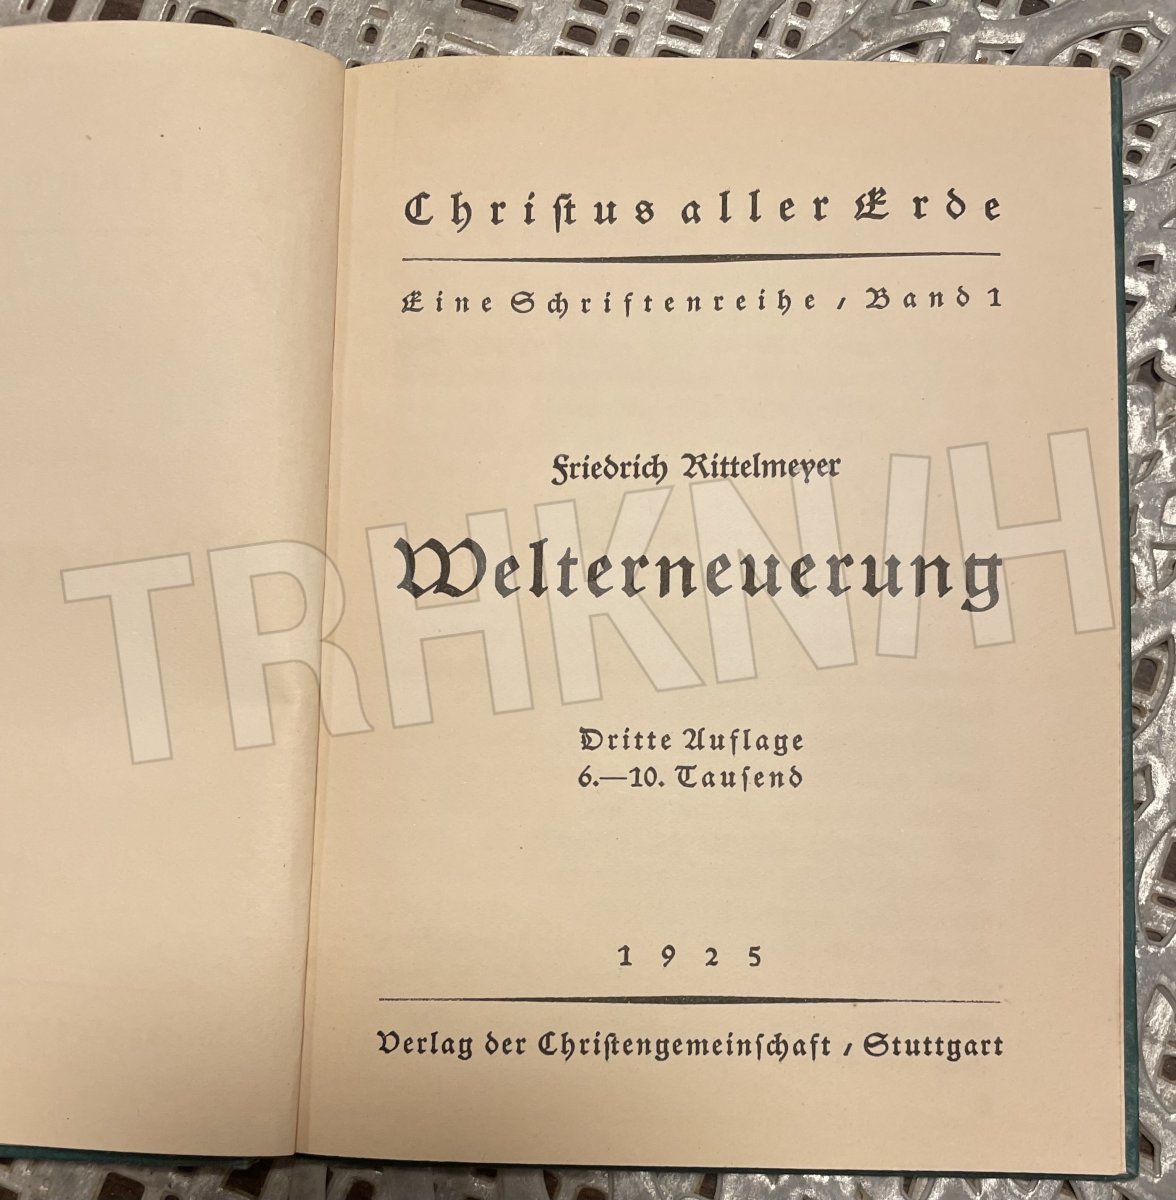 Chriſtus aller Erde
Eine Schriftenreihe / Band 1
Friedrich Rittelmeyer
Welterneuerung
TRHKN/H
Dritte Auflage
6.—10. Tauſend
1925
Verlag der Chriſtengemeinſchaft / Stuttgart